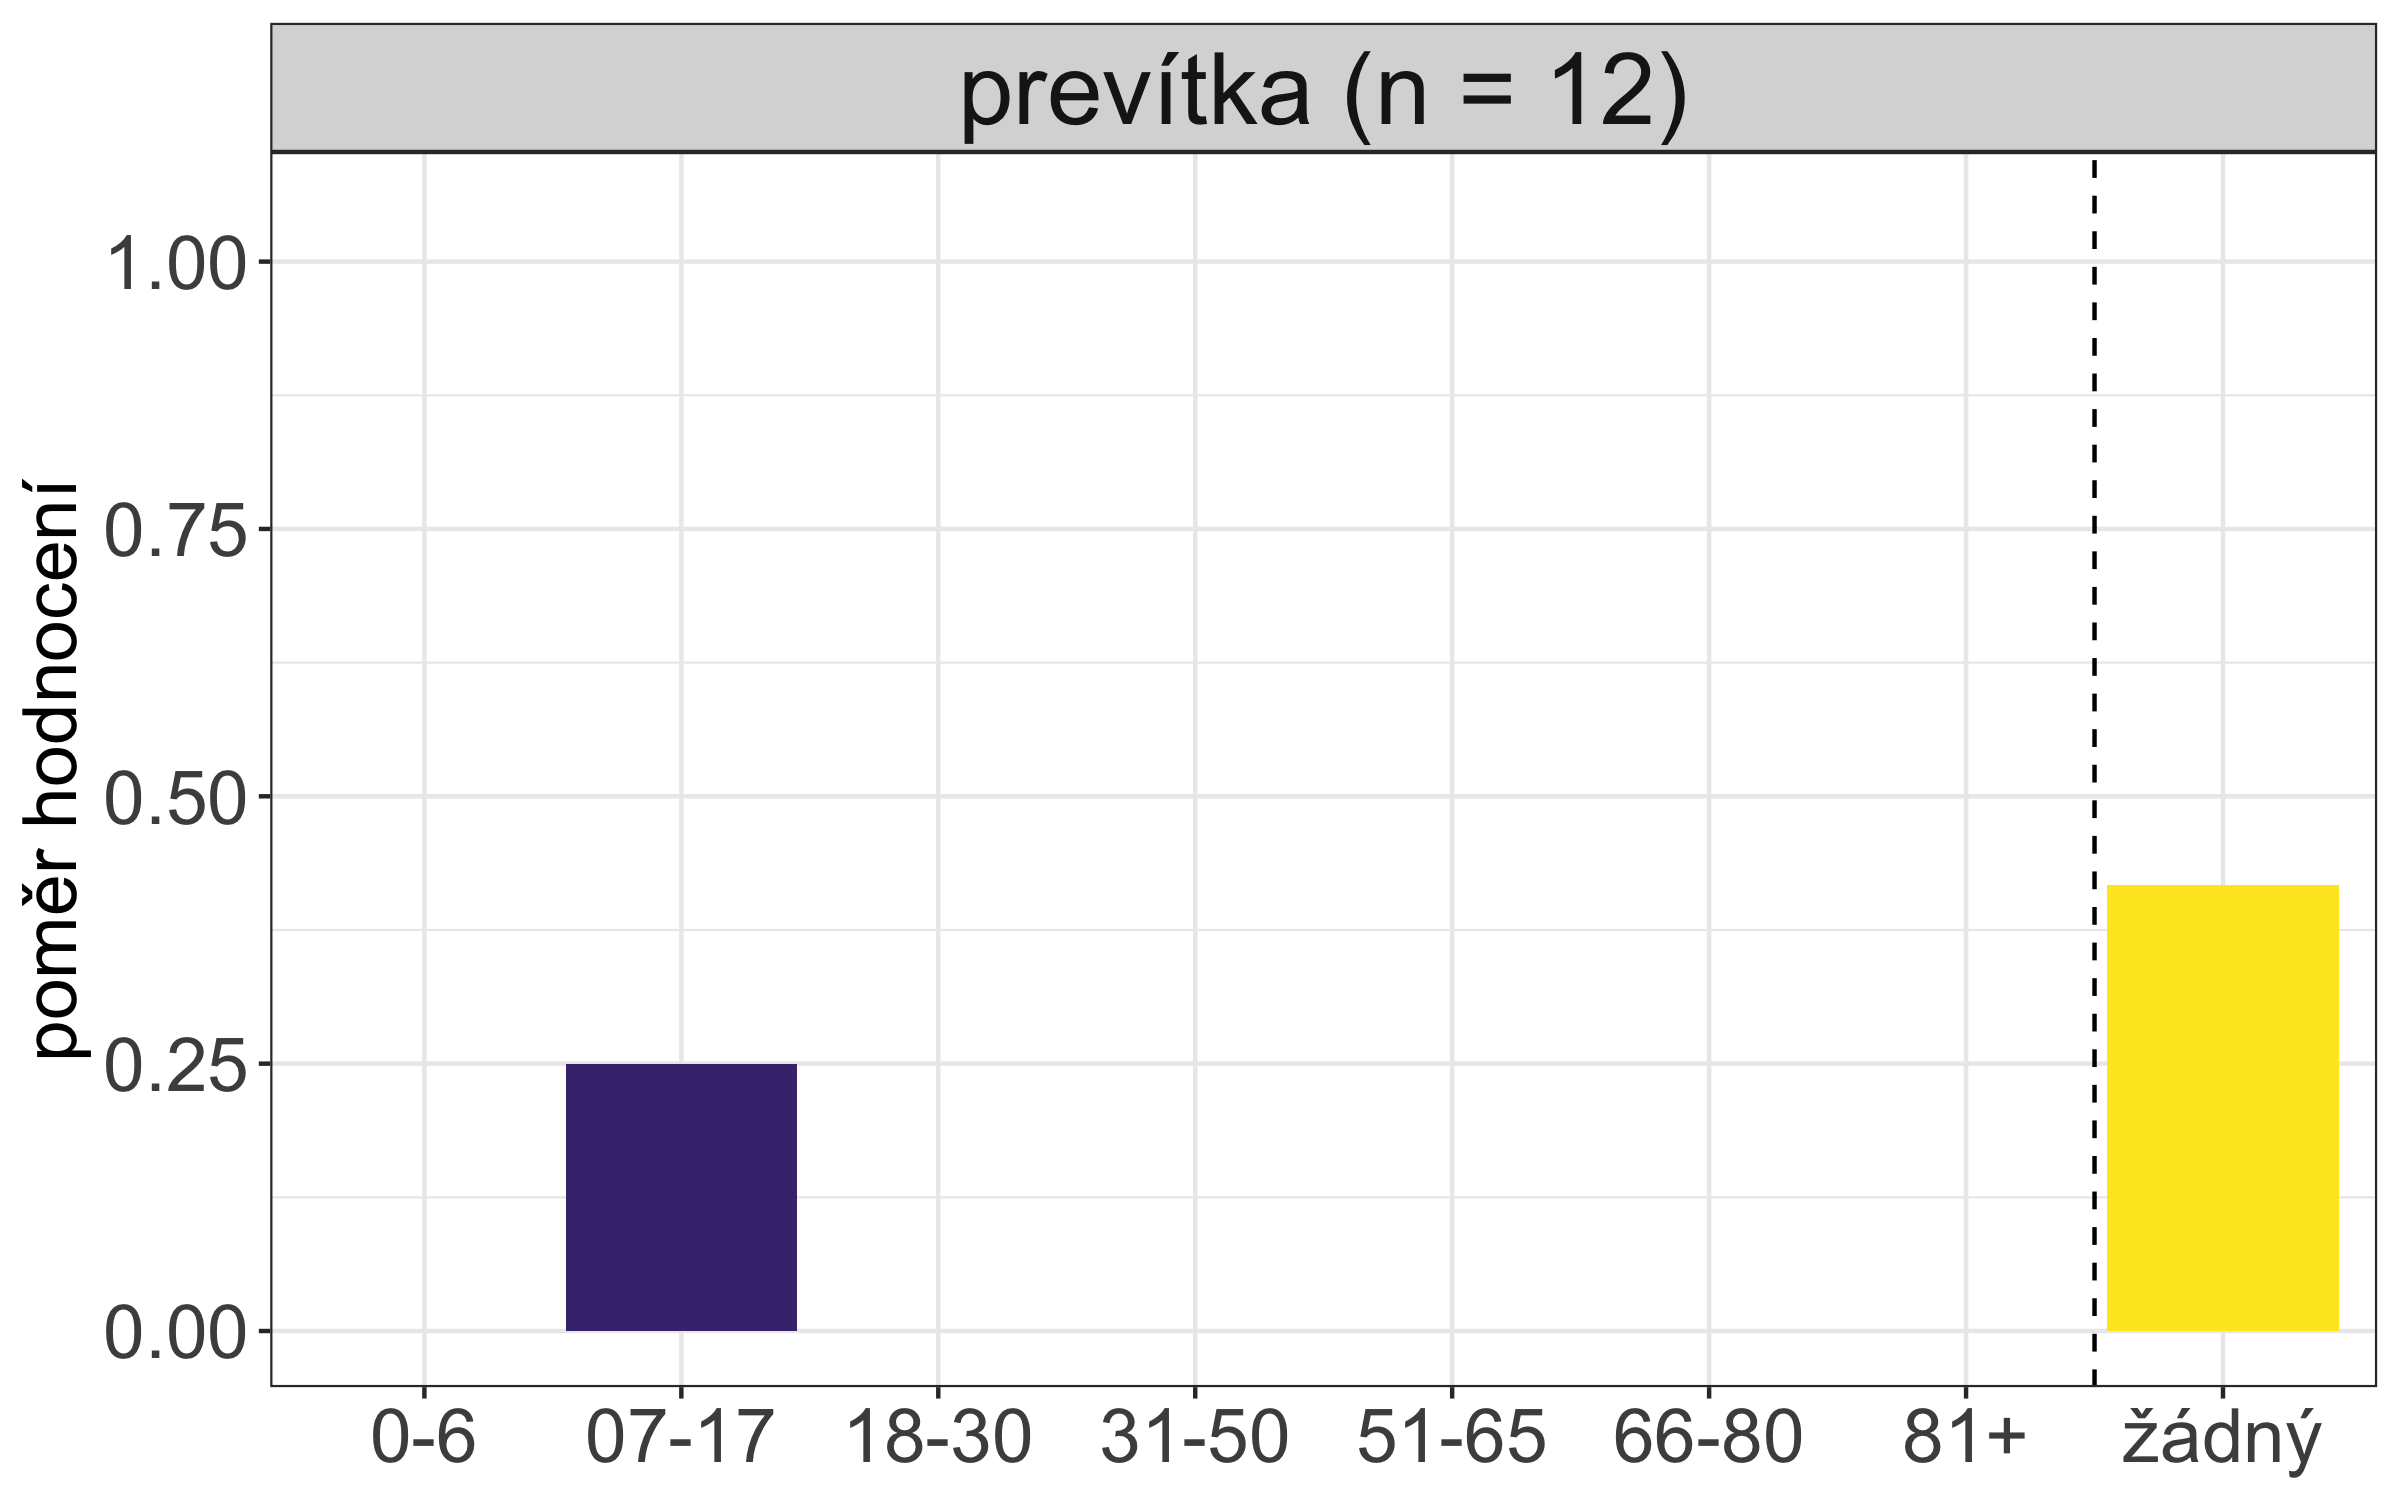 prevítka (n = 12)
poměr hodnocení
1.00
0.75
0.50
0.25
0.00
0-6 07-17 18-30 31-50 51-65 66-80 81+ žádný